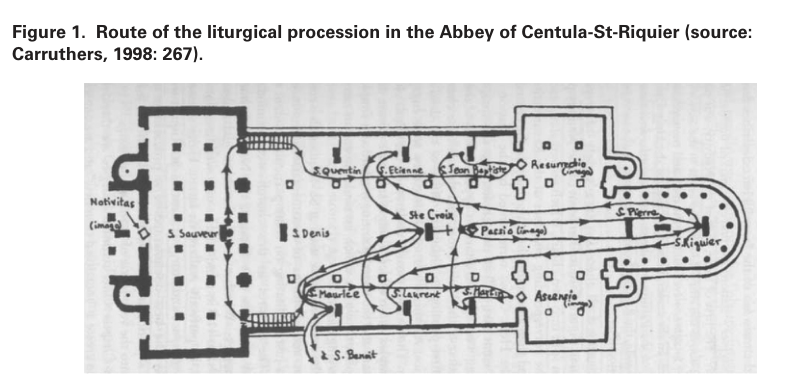 Figure 1. Route of the liturgical procession in the Abbey of Centula-St-Riquier (source:
Carruthers, 1998: 267).
Nativitas
(imago)
S. Sauveur
S. Denis
S. Quentin
S. Etienne
S. Jean Baptiste
Resurrectio
(imago)
Ste Croix
Passio (imago)
S. Pierre
S. Riquier
S. Maurice
S. Laurent
S. Martin
Ascensio
(imago)
à S. Benoit